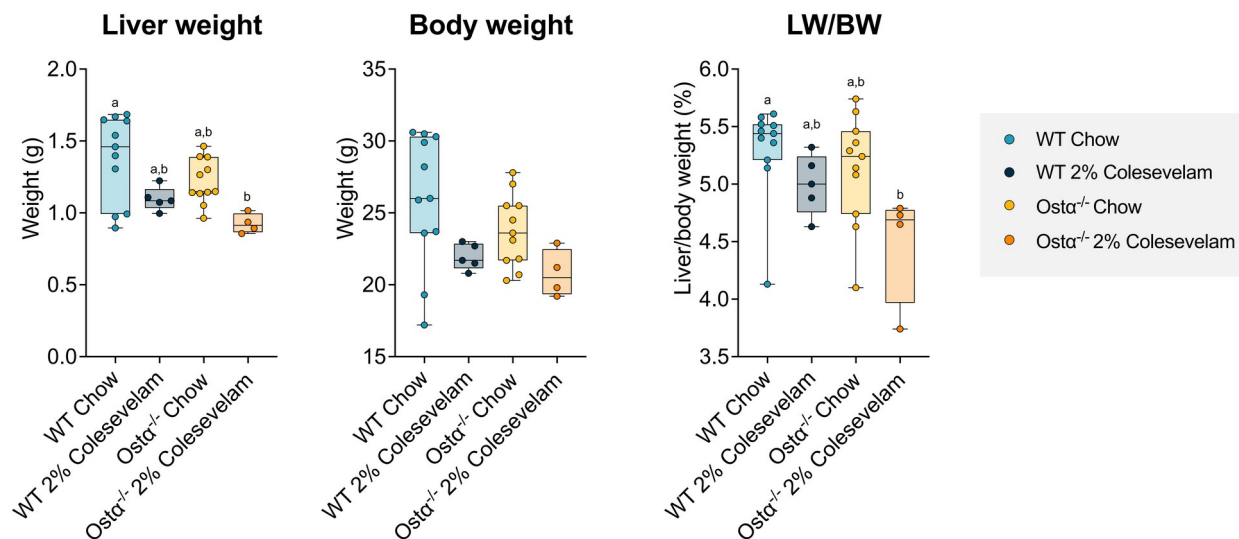 Liver weight
Weight (g)
2.0
1.5
1.0
0.5
0.0
a
a,b
a,b
b
WT Chow
WT 2% Colesevelam
Ostα⁻/⁻ Chow
Ostα⁻/⁻ 2% Colesevelam
Body weight
Weight (g)
35
30
25
20
15
WT Chow
WT 2% Colesevelam
Ostα⁻/⁻ Chow
Ostα⁻/⁻ 2% Colesevelam
LW/BW
Liver/body weight (%)
6.0
5.5
5.0
4.5
4.0
3.5
a
a,b
a,b
b
WT Chow
WT 2% Colesevelam
Ostα⁻/⁻ Chow
Ostα⁻/⁻ 2% Colesevelam
WT Chow
WT 2% Colesevelam
Ostα⁻/⁻ Chow
Ostα⁻/⁻ 2% Colesevelam